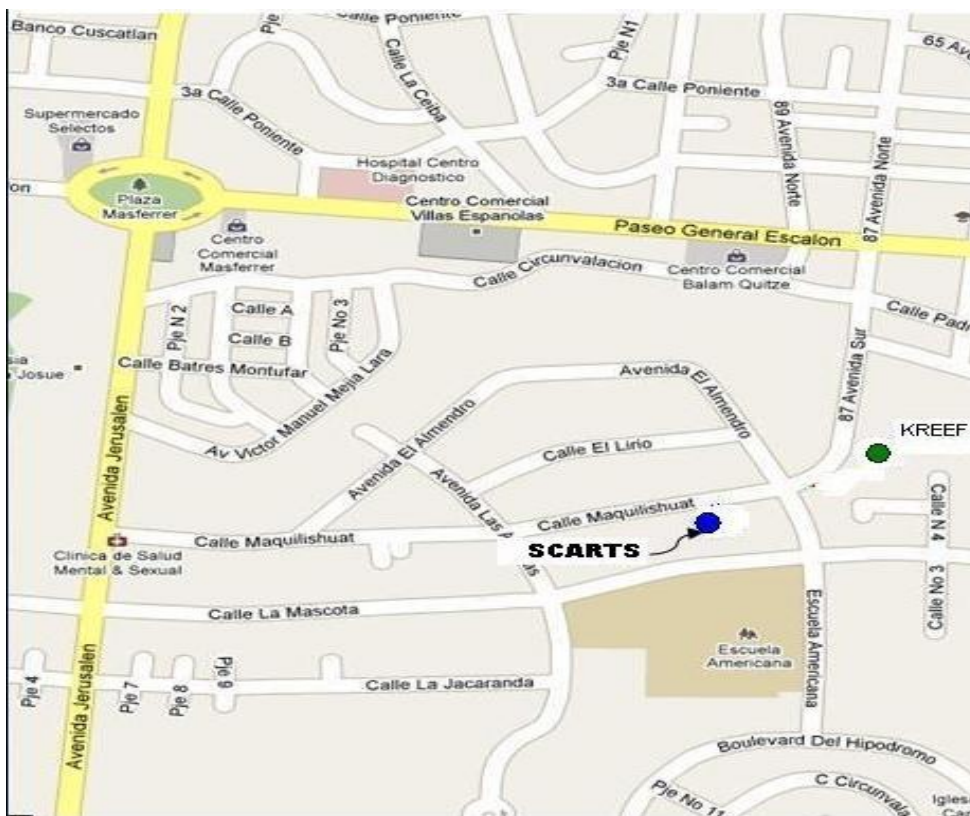 Banco Cuscatlan
Pje
Calle Poniente
Calle La Ceiba
Pje N1
65 Ave
3a Calle Poniente
3a Calle Poniente
89 Avenida Norte
87 Avenida Norte
Supermercado
Selectos
Hospital Centro
Diagnostico
Plaza
Masferrer
Centro Comercial
Villas Espanolas
Paseo General Escalon
Centro
Comercial
Masferrer
Calle Circunvalacion
Centro Comercial
Balam Quitze
Calle A
Calle B
Pje N 2
Pje No 3
Calle Padr
87 Avenida Sur
Josue
Calle Batres Montufar
Av Victor Manuel Mejia Lara
Avenida El Almendro
Avenida El Almendro
Avenida Jerusalen
Calle El Lirio
KREEF
Avenida Las
Calle Maquilishuat
Calle Maquilishuat
Calle N 4
Calle No 3
SCARTS
Clinica de Salud
Mental & Sexual
Calle La Mascota
Escuela
Americana
Escuela Americana
Pje 4
Pje 7
Pje 8
Pje 9
Calle La Jacaranda
Avenida Jerusalen
Boulevard Del Hipodromo
Pje No 11
C Circunvala
Igles